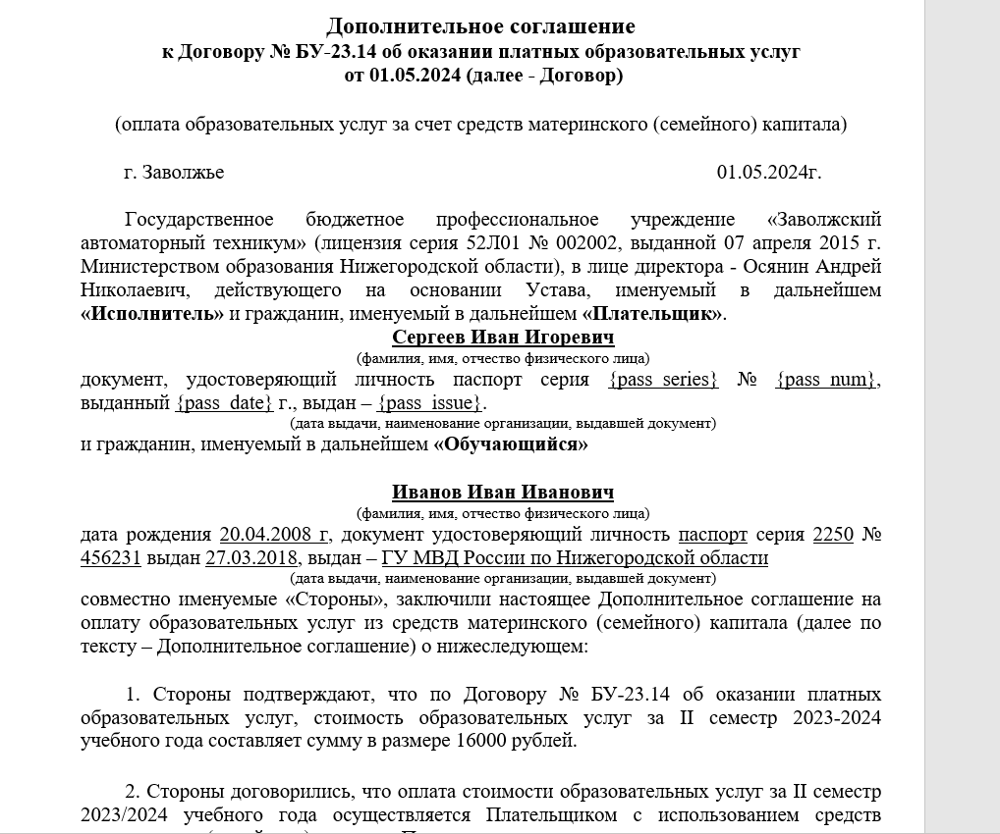 Дополнительное соглашение
к Договору № БУ-23.14 об оказании платных образовательных услуг
от 01.05.2024 (далее - Договор)
(оплата образовательных услуг за счет средств материнского (семейного) капитала)
г. Заволжье 01.05.2024г.
Государственное бюджетное профессиональное учреждение «Заволжский
автоматорный техникум» (лицензия серия 52Л01 № 002002, выданной 07 апреля 2015 г.
Министерством образования Нижегородской области), в лице директора - Осянин Андрей
Николаевич, действующего на основании Устава, именуемый в дальнейшем
«Исполнитель» и гражданин, именуемый в дальнейшем «Плательщик».
Сергеев Иван Игоревич
(фамилия, имя, отчество физического лица)
документ, удостоверяющий личность паспорт серия {pass_series} № {pass_num},
выданный {pass_date} г., выдан – {pass_issue}.
(дата выдачи, наименование организации, выдавшей документ)
и гражданин, именуемый в дальнейшем «Обучающийся»
Иванов Иван Иванович
(фамилия, имя, отчество физического лица)
дата рождения 20.04.2008 г, документ удостоверяющий личность паспорт серия 2250 №
456231 выдан 27.03.2018, выдан – ГУ МВД России по Нижегородской области
(дата выдачи, наименование организации, выдавшей документ)
совместно именуемые «Стороны», заключили настоящее Дополнительное соглашение на
оплату образовательных услуг из средств материнского (семейного) капитала (далее по
тексту – Дополнительное соглашение) о нижеследующем:
1. Стороны подтверждают, что по Договору № БУ-23.14 об оказании платных
образовательных услуг, стоимость образовательных услуг за II семестр 2023-2024
учебного года составляет сумму в размере 16000 рублей.
2. Стороны договорились, что оплата стоимости образовательных услуг за II семестр
2023/2024 учебного года осуществляется Плательщиком с использованием средств